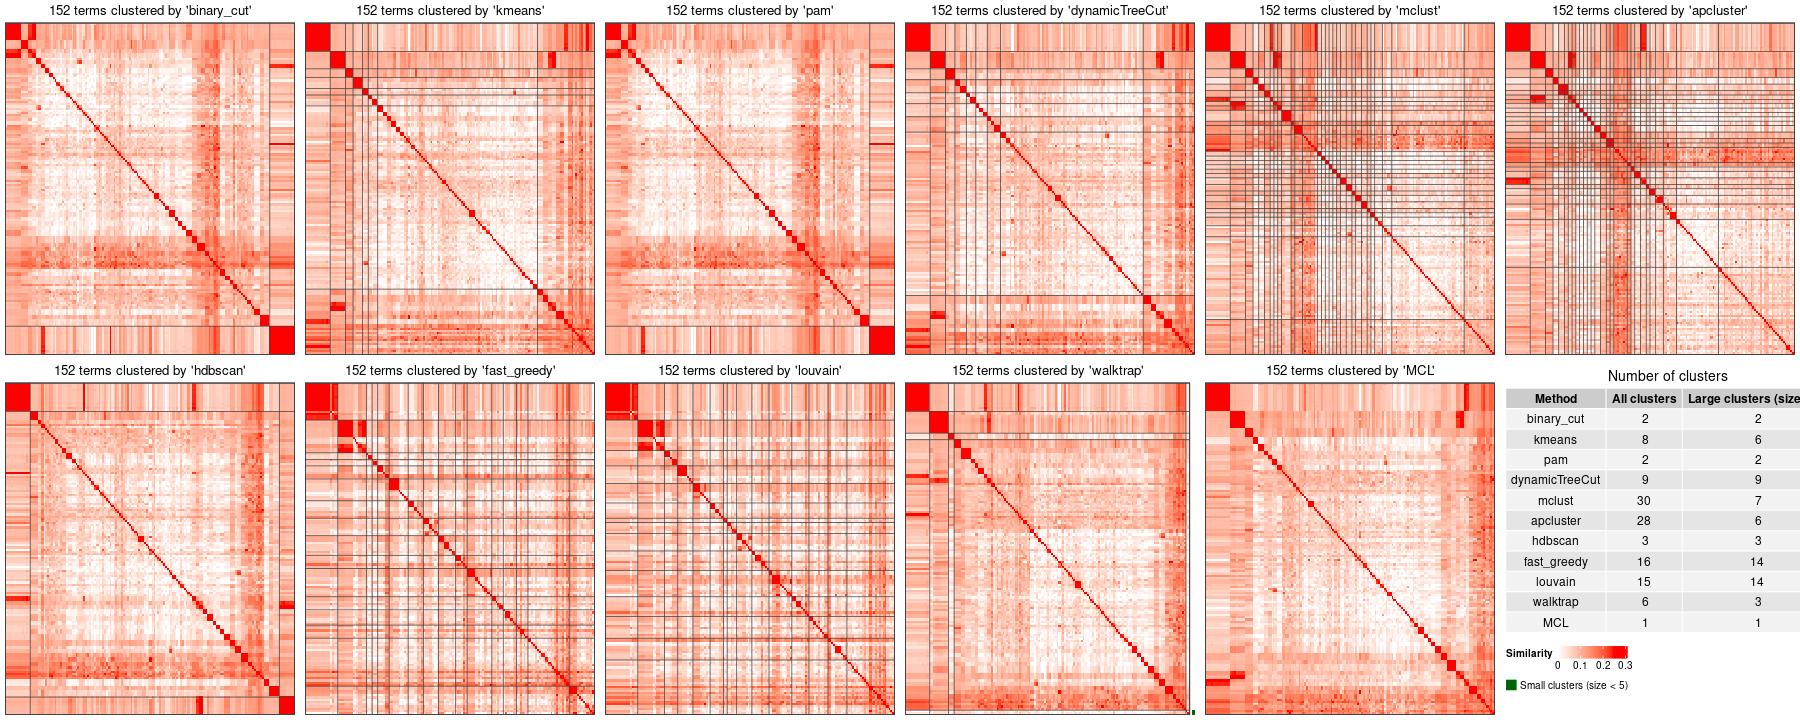 152 terms clustered by 'binary_cut'
152 terms clustered by 'kmeans'
152 terms clustered by 'pam'
152 terms clustered by 'dynamicTreeCut'
152 terms clustered by 'mclust'
152 terms clustered by 'apcluster'
152 terms clustered by 'hdbscan'
152 terms clustered by 'fast_greedy'
152 terms clustered by 'louvain'
152 terms clustered by 'walktrap'
152 terms clustered by 'MCL'
Number of clusters
Method All clusters Large clusters (size
binary_cut 2 2
kmeans 8 6
pam 2 2
dynamicTreeCut 9 9
mclust 30 7
apcluster 28 6
hdbscan 3 3
fast_greedy 16 14
louvain 15 14
walktrap 6 3
MCL 1 1
Similarity
0 0.1 0.2 0.3
Small clusters (size < 5)